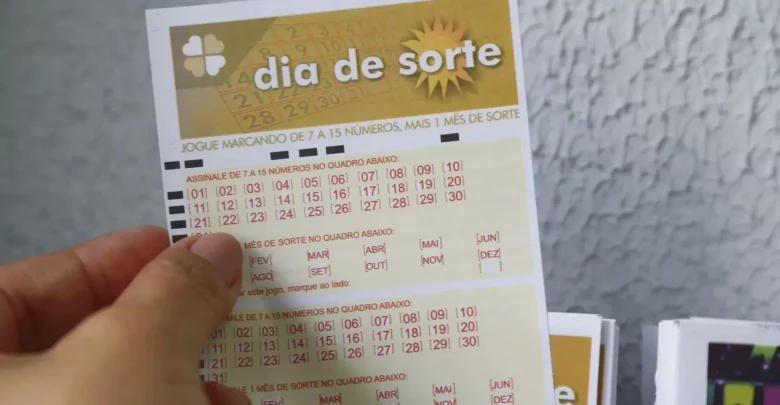 dia de sorte
JOGUE MARCANDO DE 7 A 15 NÚMEROS, MAIS 1 MÊS DE SORTE
ASSINALE DE 7 A 15 NÚMEROS NO QUADRO ABAIXO:
[01] [02] [03] [04] [05] [06] [07] [08] [09] [10]
[11] [12] [13] [14] [15] [16] [17] [18] [19] [20]
[21] [22] [23] [24] [25] [26] [27] [28] [29] [30]
MÊS DE SORTE NO QUADRO ABAIXO:
[FEV] [MAR] [ABR] [MAI] [JUN]
[AGO] [SET] [OUT] [NOV] [DEZ]
este jogo, marque ao lado:
DE 7 A 15 NÚMEROS NO QUADRO ABAIXO:
[02] [03] [04] [05] [06] [07] [08] [09] [10]
[12] [13] [14] [15] [16] [17] [18] [19] [20]
[21] [22] [23] [24] [25] [26] [27] [28] [29] [30]
[31]
1 MÊS DE SORTE NO QUADRO ABAIXO:
[FEV] [MAR] [ABR] [MAI] [JUN]